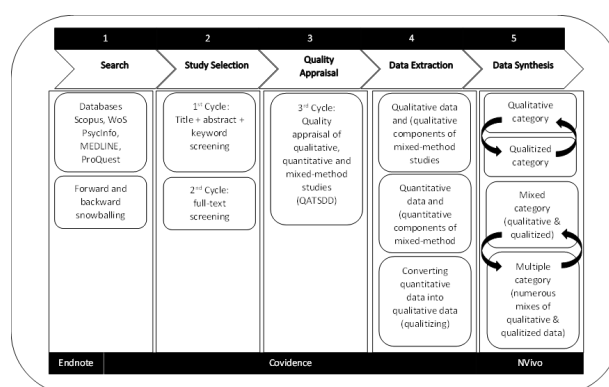 1
2
3
4
5
Search
Study Selection
Quality
Appraisal
Data Extraction
Data Synthesis
Databases
Scopus, WoS
PsycInfo,
MEDLINE,
ProQuest
Forward and
backward
snowballing
1st Cycle:
Title + abstract +
keyword
screening
2nd Cycle:
full-text
screening
3rd Cycle:
Quality
appraisal of
qualitative,
quantitative and
mixed-method
studies
(QATSDD)
Qualitative data
and (qualitative
components of
mixed-method
studies
Quantitative
data and
(quantitative
components of
mixed-method
Converting
quantitative
data into
qualitative data
(qualitizing)
Qualitative
category
Qualitized
category
Mixed
category
(qualitative &
qualitized)
Multiple
category
(numerous
mixes of
qualitative &
qualitized data)
Endnote
Covidence
NVivo